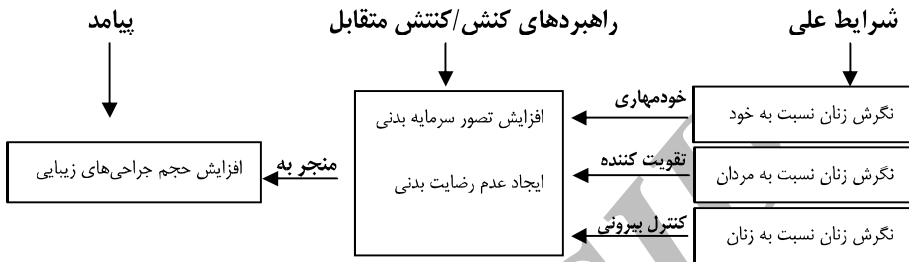 شرایط علی
راهبردهای کنش/کنتش متقابل
پیامد
نگرش زنان نسبت به خود
خودمهاری
نگرش زنان نسبت به مردان
تقویت کننده
نگرش زنان نسبت به زنان
کنترل بیرونی
افزایش تصور سرمایه بدنی
ایجاد عدم رضایت بدنی
منجر به
افزایش حجم جراحی‌های زیبایی